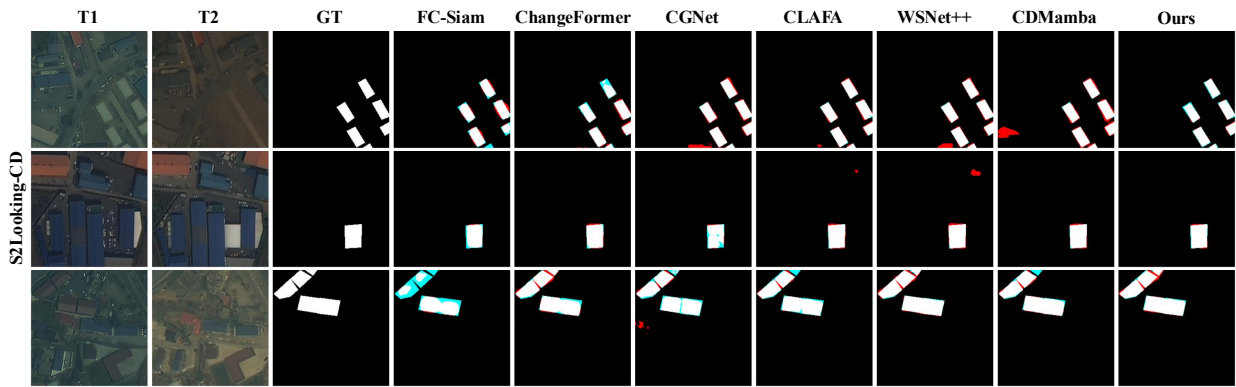 T1 T2 GT FC-Siam ChangeFormer CGNet CLAFA WSNet++ CDMamba Ours
S2Looking-CD